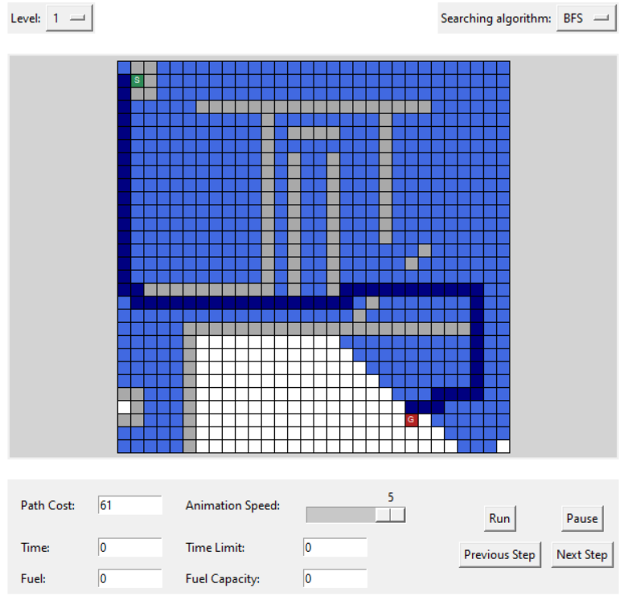 Level: 1 Searching algorithm: BFS
S
G
5
Path Cost: 61 Animation Speed:
Run Pause
Time: 0 Time Limit: 0
Previous Step Next Step
Fuel: 0 Fuel Capacity: 0